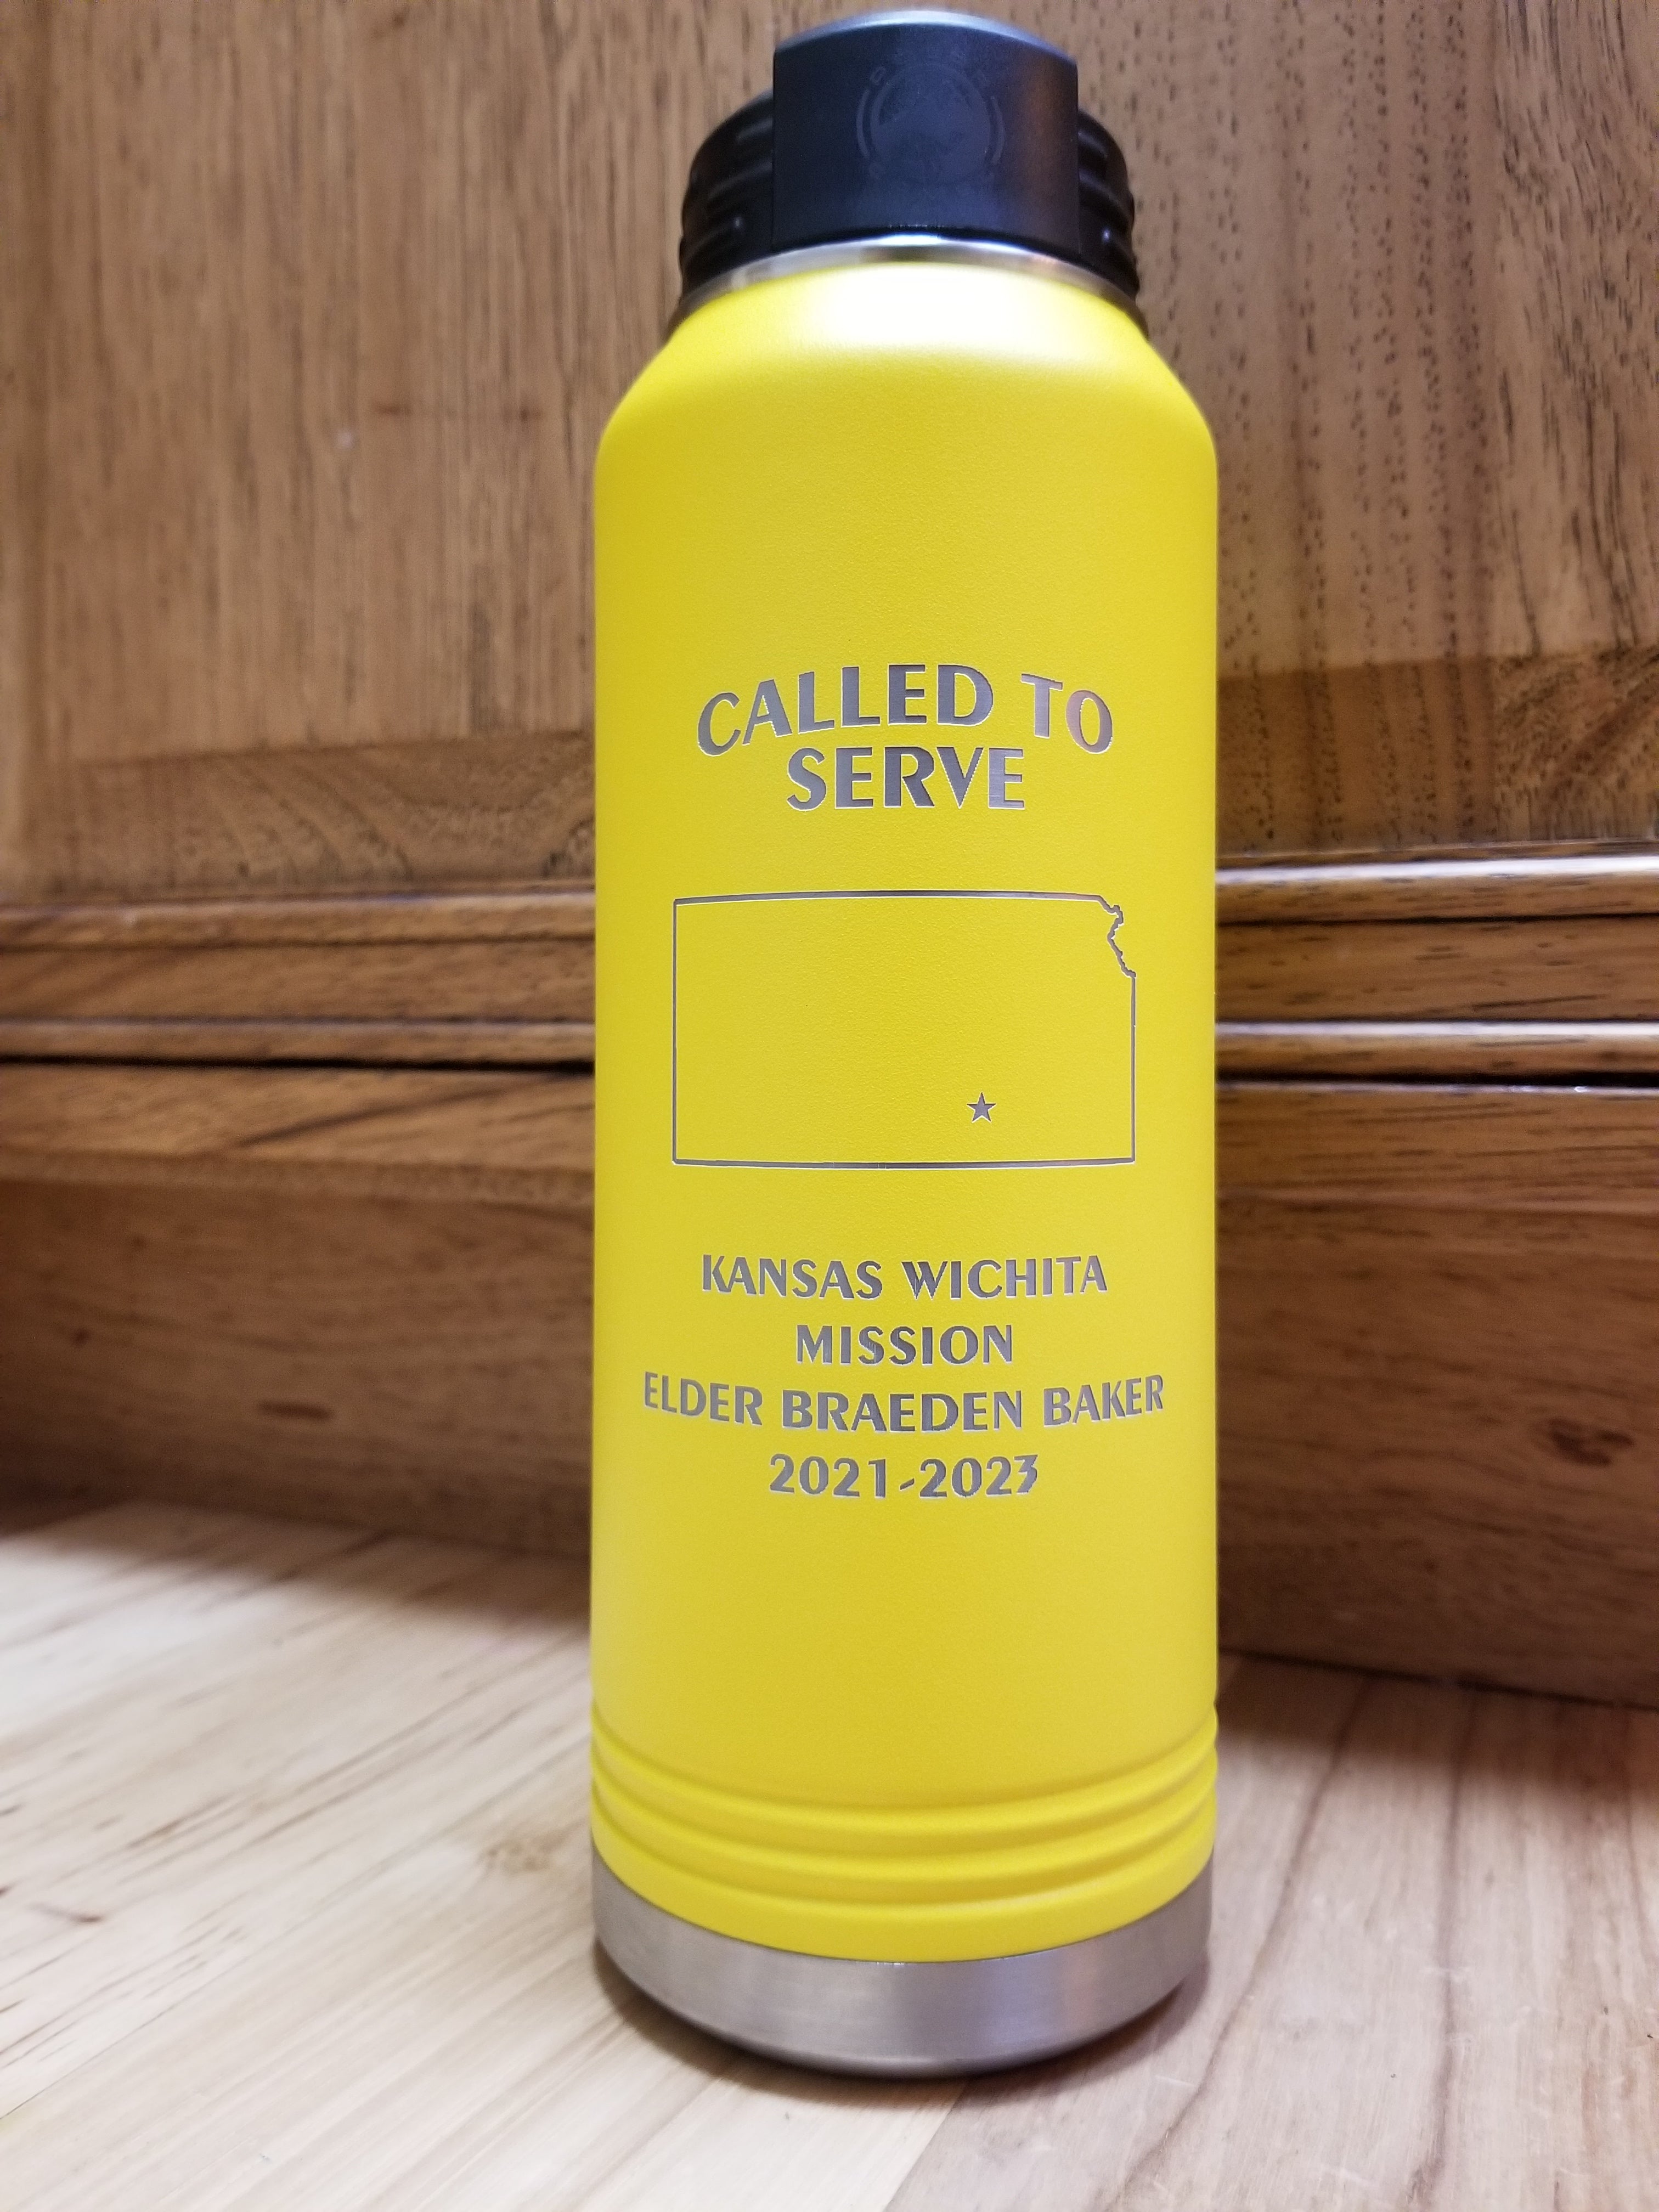 CALLED TO
SERVE
KANSAS WICHITA
MISSION
ELDER BRAEDEN BAKER
2021-2023